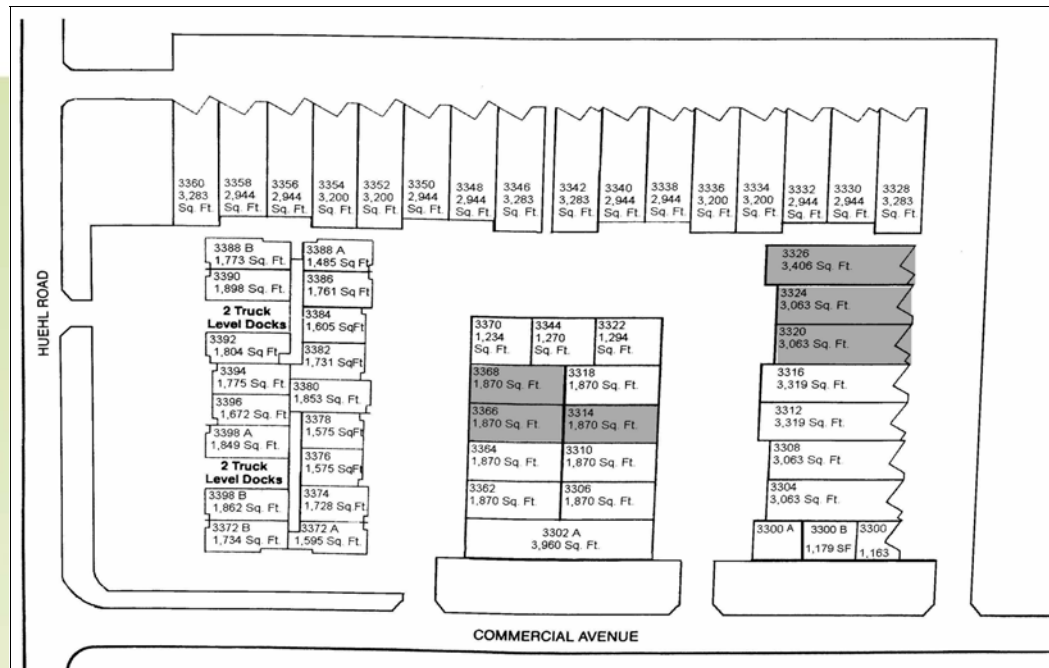 3360
3,283
Sq. Ft.
3358
2,944
Sq. Ft.
3356
2,944
Sq. Ft.
3354
3,200
Sq. Ft.
3352
3,200
Sq. Ft.
3350
2,944
Sq. Ft.
3348
2,944
Sq. Ft.
3346
3,283
Sq. Ft.
3342
3,283
Sq. Ft.
3340
2,944
Sq. Ft.
3338
2,944
Sq. Ft.
3336
3,200
Sq. Ft.
3334
3,200
Sq. Ft.
3332
2,944
Sq. Ft.
3330
2,944
Sq. Ft.
3328
3,283
Sq. Ft.
HUEHL ROAD
3388 B
1,773 Sq. Ft.
3390
1,898 Sq. Ft.
2 Truck
Level Docks
3392
1,804 Sq Ft.
3394
1,775 Sq. Ft.
3396
1,672 Sq. Ft.
3398 A
1,849 Sq. Ft.
2 Truck
Level Docks
3398 B
1,862 Sq. Ft.
3372 B
1,734 Sq. Ft.
3388 A
1,485 Sq Ft
3386
1,761 Sq. Ft
3384
1,605 SqFt
3382
1,731 SqFt
3380
1,853 Sq. Ft.
3378
1,575 SqFt
3376
1,575 SqFt
3374
1,728 Sq. Ft.
3372 A
1,595 Sq. Ft.
3370
1,234
Sq. Ft.
3344
1,270
Sq. Ft.
3322
1,294
Sq. Ft.
3368
1,870 Sq. Ft.
3318
1,870 Sq. Ft.
3366
1,870 Sq. Ft.
3314
1,870 Sq. Ft.
3364
1,870 Sq. Ft.
3310
1,870 Sq. Ft.
3362
1,870 Sq. Ft.
3306
1,870 Sq. Ft.
3302 A
3,960 Sq. Ft.
3326
3,406 Sq. Ft.
3324
3,063 Sq. Ft.
3320
3,063 Sq. Ft.
3316
3,319 Sq. Ft.
3312
3,319 Sq. Ft.
3308
3,063 Sq. Ft.
3304
3,063 Sq. Ft.
3300 A
3300 B
1,179 SF
3300
1,163
COMMERCIAL AVENUE